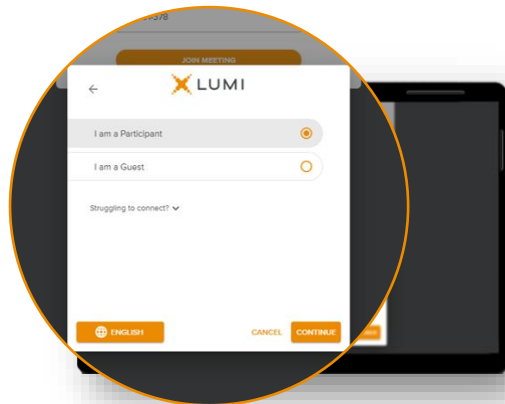 JOIN MEETING
LUMI
I am a Participant
I am a Guest
Struggling to connect?
ENGLISH
CANCEL
CONTINUE